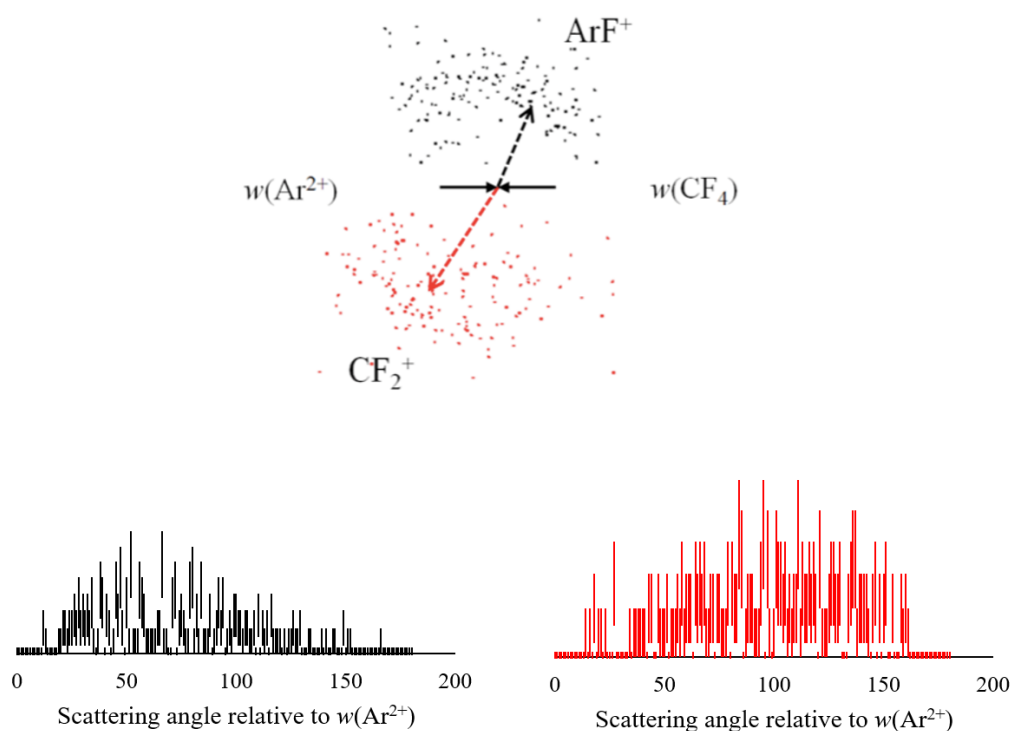 ArF⁺
w(Ar²⁺)
w(CF₄)
CF₂⁺
0 50 100 150 200
Scattering angle relative to w(Ar²⁺)
0 50 100 150 200
Scattering angle relative to w(Ar²⁺)